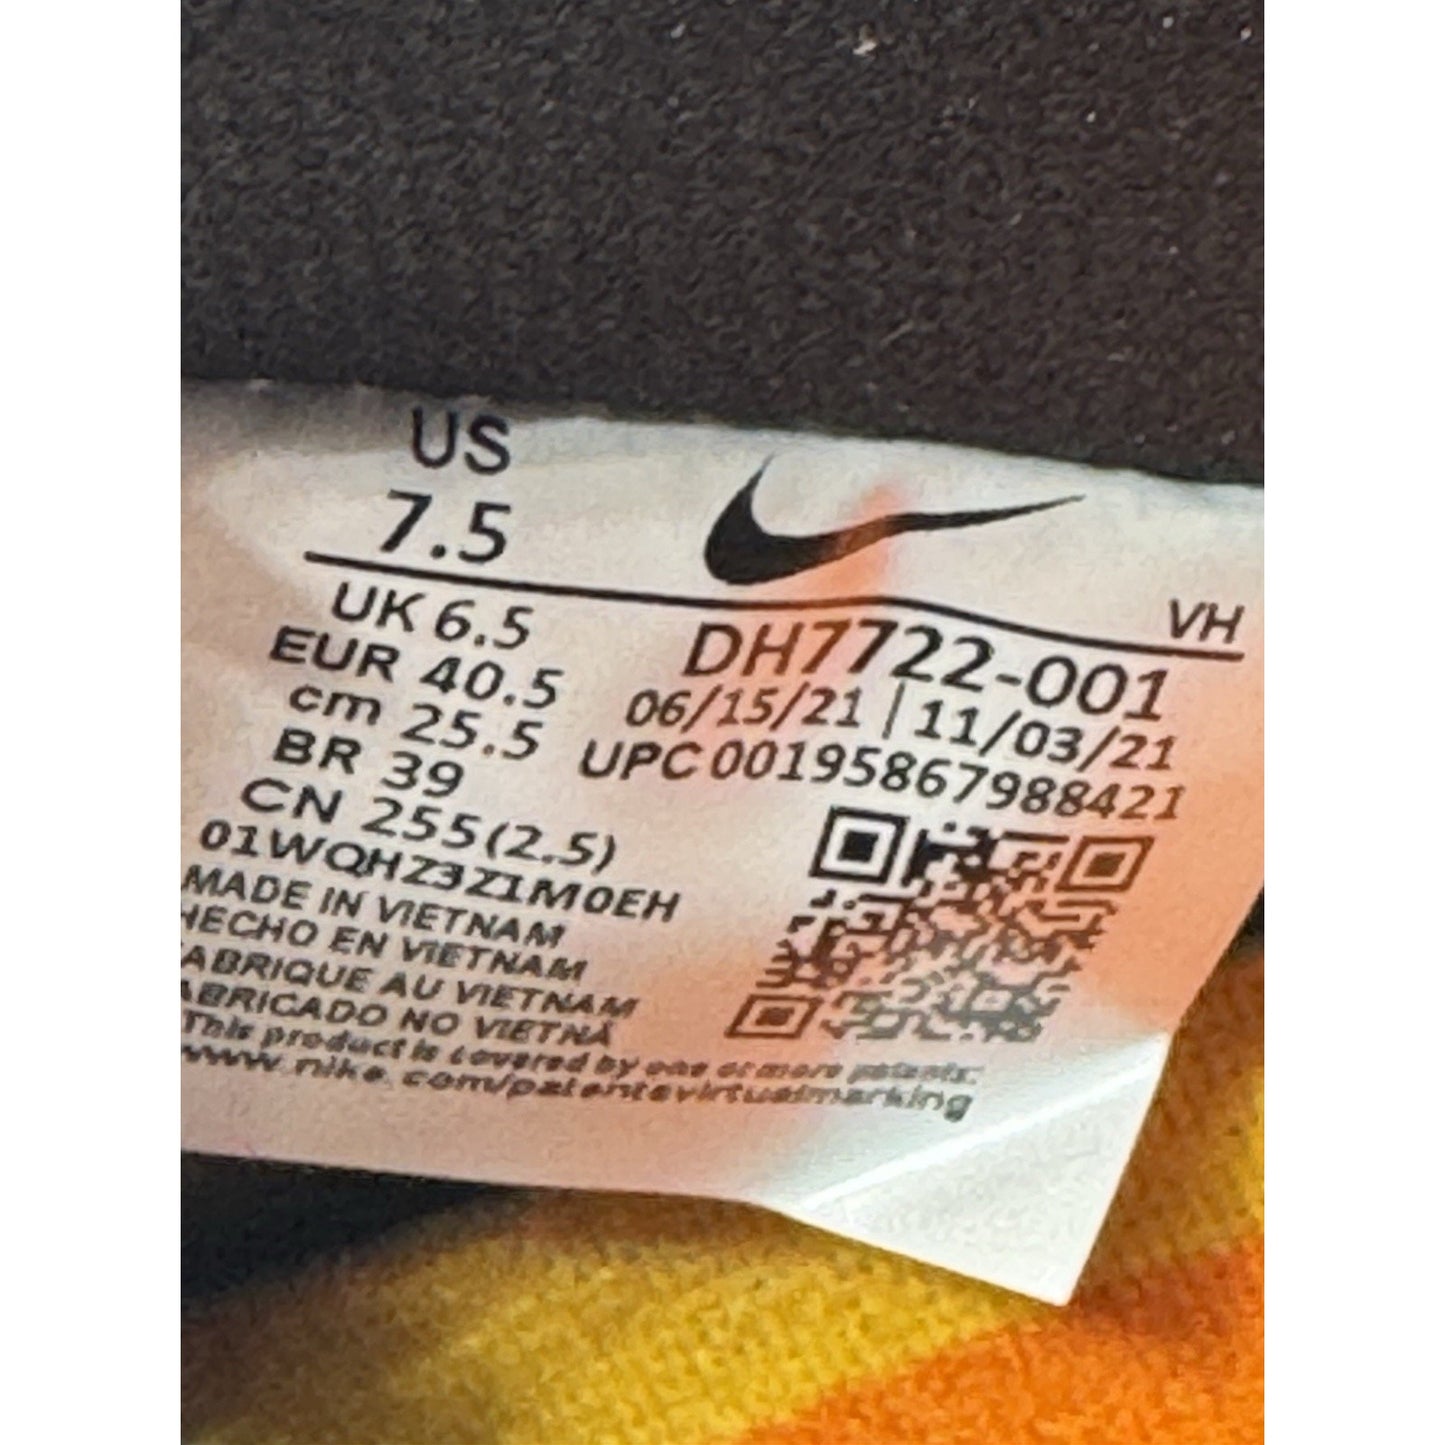 US
7.5
VH
UK 6.5
EUR 40.5
cm 25.5
BR 39
CN 255(2.5)
DH7722-001
06/15/21 | 11/03/21
UPC 00195867988421
01WQHZ3Z1M0EH
MADE IN VIETNAM
HECHO EN VIETNAM
FABRIQUE AU VIETNAM
ABRICADO NO VIETNÃ
This product is covered by one or more patents:
www.nike.com/patentsvirtualmarking